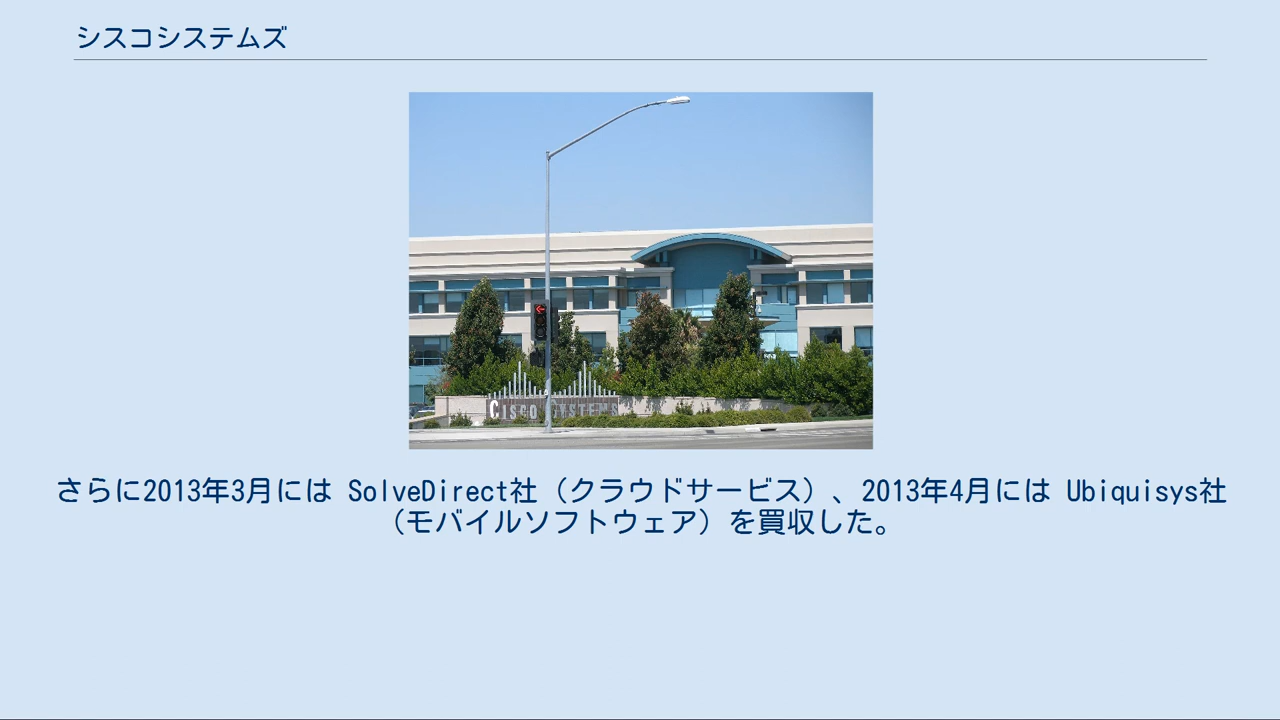 シスコシステムズ
CISCO SYSTEMS
さらに2013年3月には SolveDirect社（クラウドサービス）、2013年4月には Ubiquisys社
（モバイルソフトウェア）を買収した。